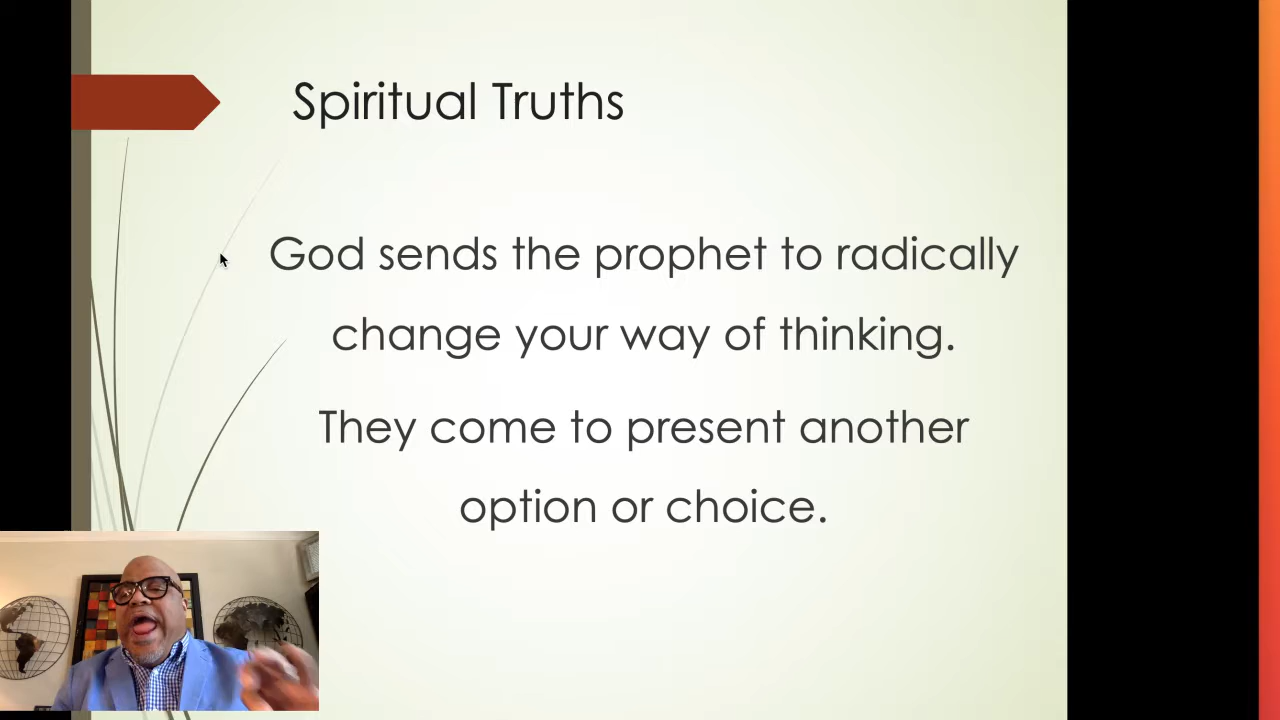 Spiritual Truths
God sends the prophet to radically
change your way of thinking.
They come to present another
option or choice.